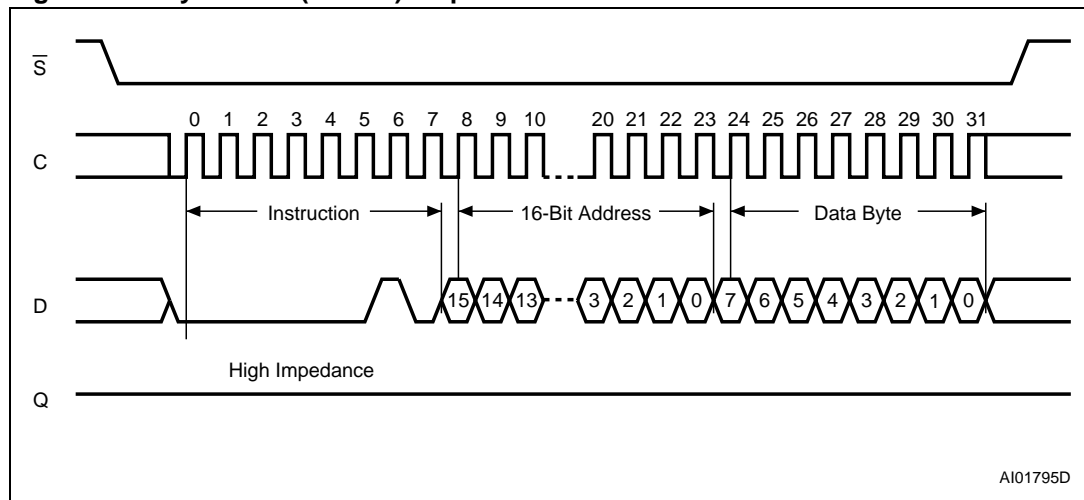 S
0 1 2 3 4 5 6 7 8 9 10 20 21 22 23 24 25 26 27 28 29 30 31
C
Instruction 16-Bit Address Data Byte
D
15 14 13 3 2 1 0 7 6 5 4 3 2 1 0
High Impedance
Q
AI01795D